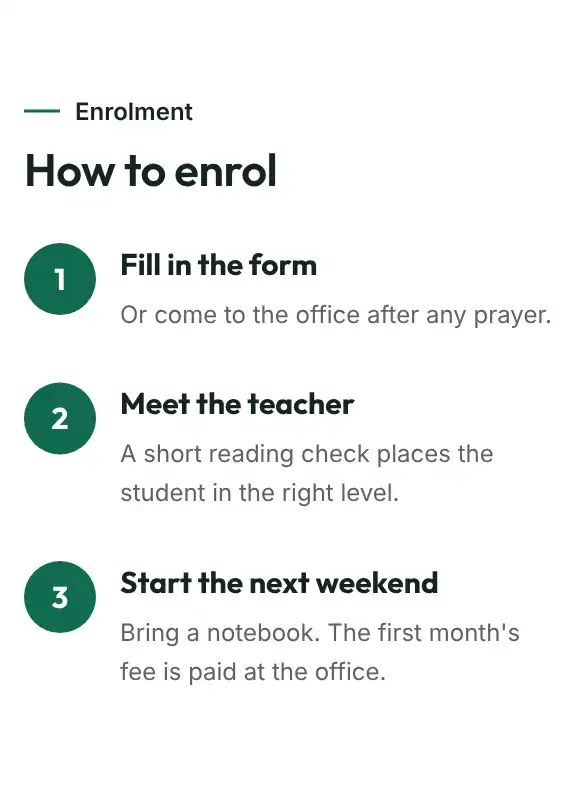 Enrolment
How to enrol
1
Fill in the form
Or come to the office after any prayer.
2
Meet the teacher
A short reading check places the
student in the right level.
3
Start the next weekend
Bring a notebook. The first month's
fee is paid at the office.